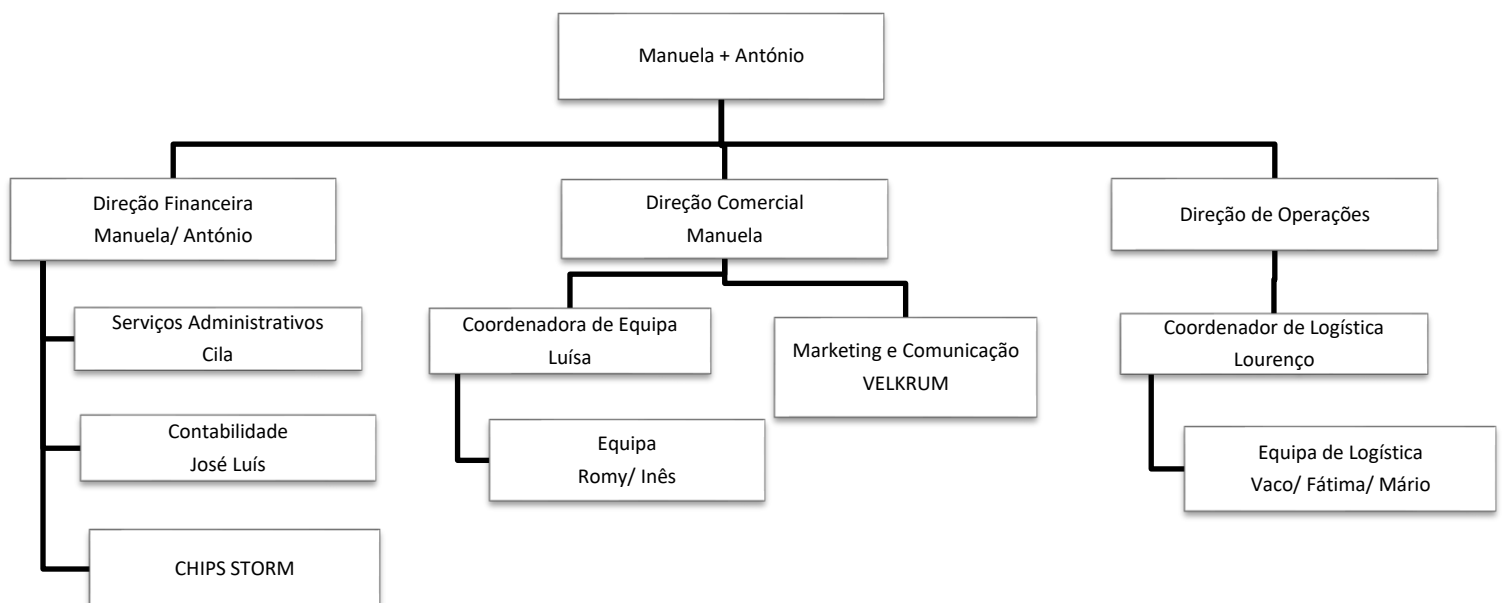 Manuela + António
Direção Financeira
Manuela/ António
Direção Comercial
Manuela
Direção de Operações
Serviços Administrativos
Cila
Coordenadora de Equipa
Luísa
Marketing e Comunicação
VELKRUM
Coordenador de Logística
Lourenço
Contabilidade
José Luís
Equipa
Romy/ Inês
Equipa de Logística
Vaco/ Fátima/ Mário
CHIPS STORM